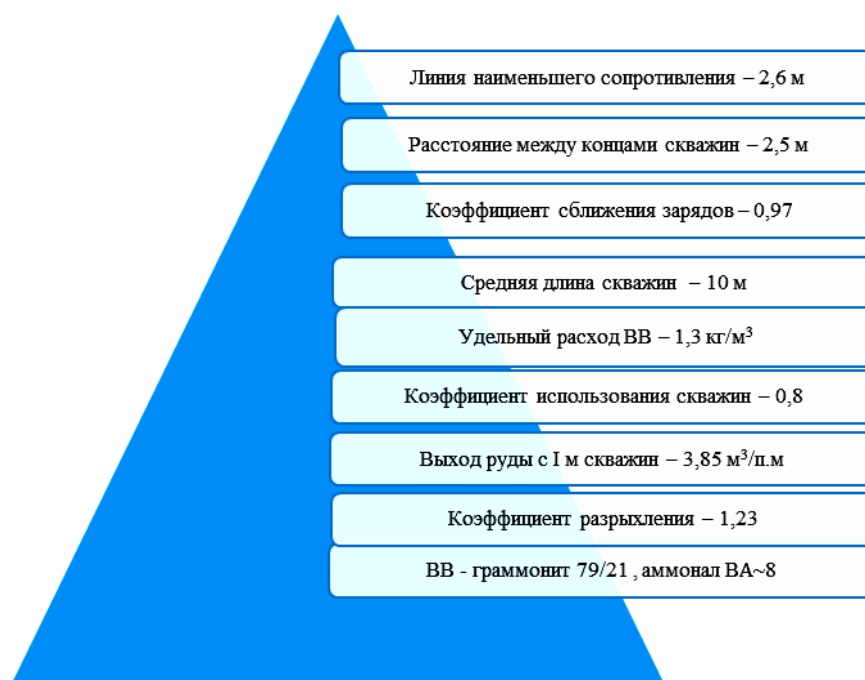 Линия наименьшего сопротивления – 2,6 м
Расстояние между концами скважин – 2,5 м
Коэффициент сближения зарядов – 0,97
Средняя длина скважин – 10 м
Удельный расход ВВ – 1,3 кг/м³
Коэффициент использования скважин – 0,8
Выход руды с I м скважин – 3,85 м³/п.м
Коэффициент разрыхления – 1,23
ВВ - граммонит 79/21 , аммонал ВА~8